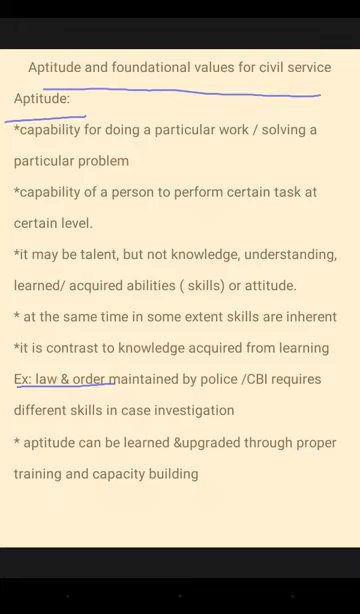 Aptitude and foundational values for civil service
Aptitude:
*capability for doing a particular work / solving a
particular problem
*capability of a person to perform certain task at
certain level.
*it may be talent, but not knowledge, understanding,
learned/ acquired abilities ( skills) or attitude.
* at the same time in some extent skills are inherent
*it is contrast to knowledge acquired from learning
Ex: law & order maintained by police /CBI requires
different skills in case investigation
* aptitude can be learned &upgraded through proper
training and capacity building